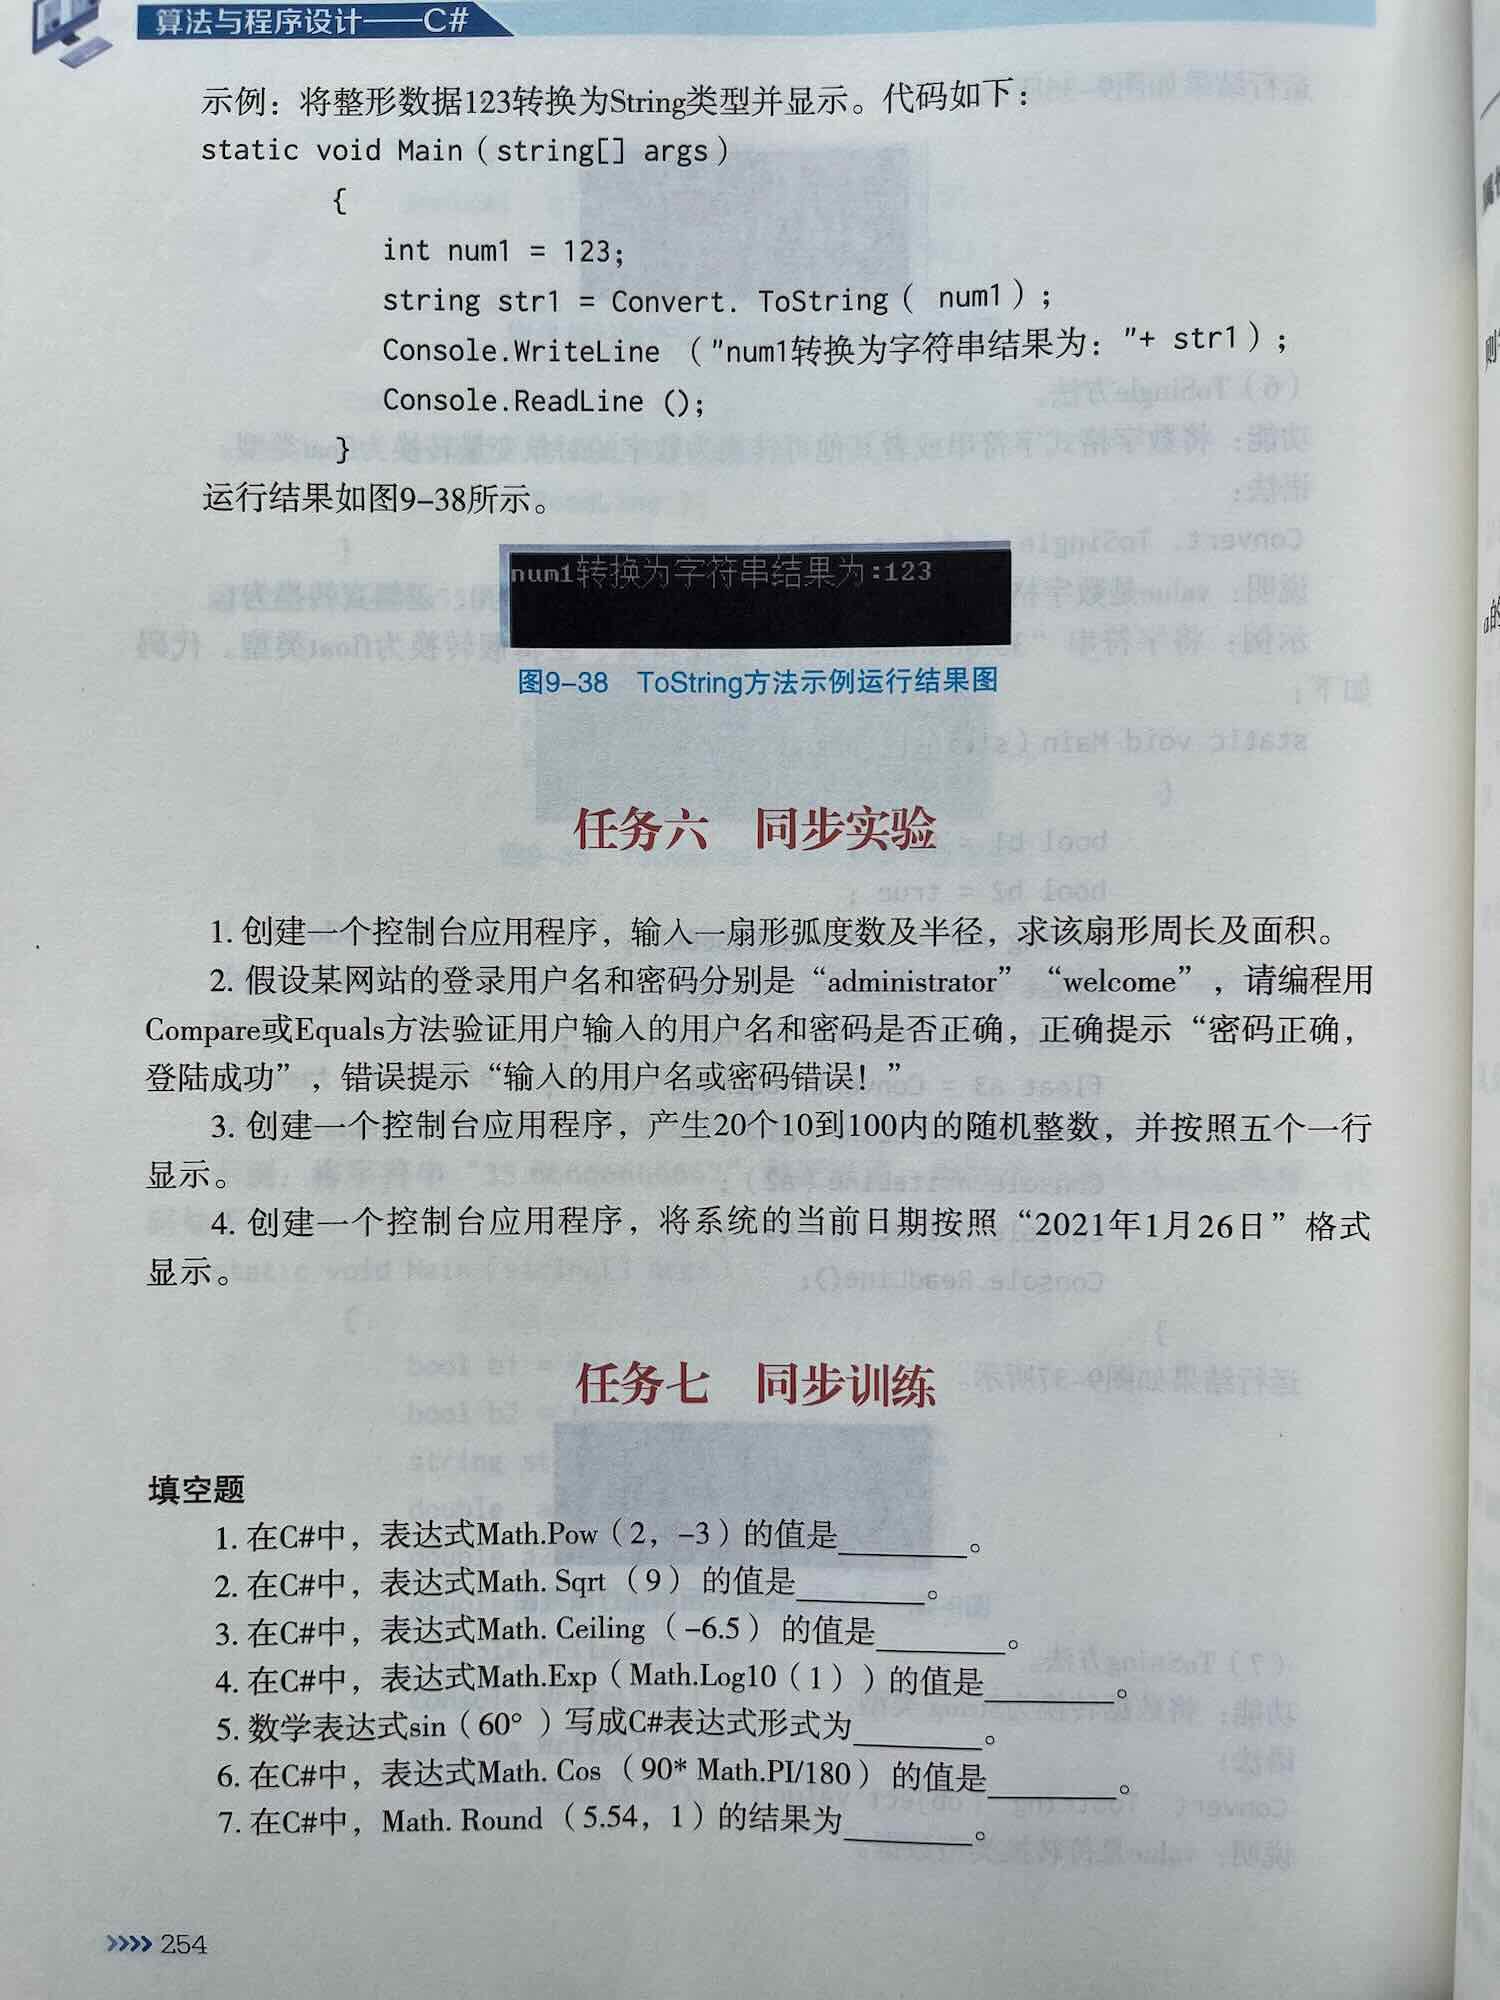 算法与程序设计——C#
示例：将整形数据123转换为String类型并显示。代码如下：
static void Main（string[] args）
{
int num1 = 123;
string str1 = Convert. ToString（ num1）;
Console.WriteLine （"num1转换为字符串结果为："+ str1）;
Console.ReadLine ();
}
运行结果如图9-38所示。
num1转换为字符串结果为:123
图9-38 ToString方法示例运行结果图
任务六 同步实验
1. 创建一个控制台应用程序，输入一扇形弧度数及半径，求该扇形周长及面积。
2. 假设某网站的登录用户名和密码分别是“administrator”“welcome”，请编程用
Compare或Equals方法验证用户输入的用户名和密码是否正确，正确提示“密码正确，
登陆成功”，错误提示“输入的用户名或密码错误！”
3. 创建一个控制台应用程序，产生20个10到100内的随机整数，并按照五个一行
显示。
4. 创建一个控制台应用程序，将系统的当前日期按照“2021年1月26日”格式
显示。
任务七 同步训练
填空题
1. 在C#中，表达式Math.Pow（2，-3）的值是________。
2. 在C#中，表达式Math. Sqrt （9） 的值是________。
3. 在C#中，表达式Math. Ceiling （-6.5） 的值是________。
4. 在C#中，表达式Math.Exp（Math.Log10（1））的值是________。
5. 数学表达式sin（60°）写成C#表达式形式为________。
6. 在C#中，表达式Math. Cos （90* Math.PI/180） 的值是________。
7. 在C#中，Math. Round （5.54，1）的结果为________。
>>>> 254